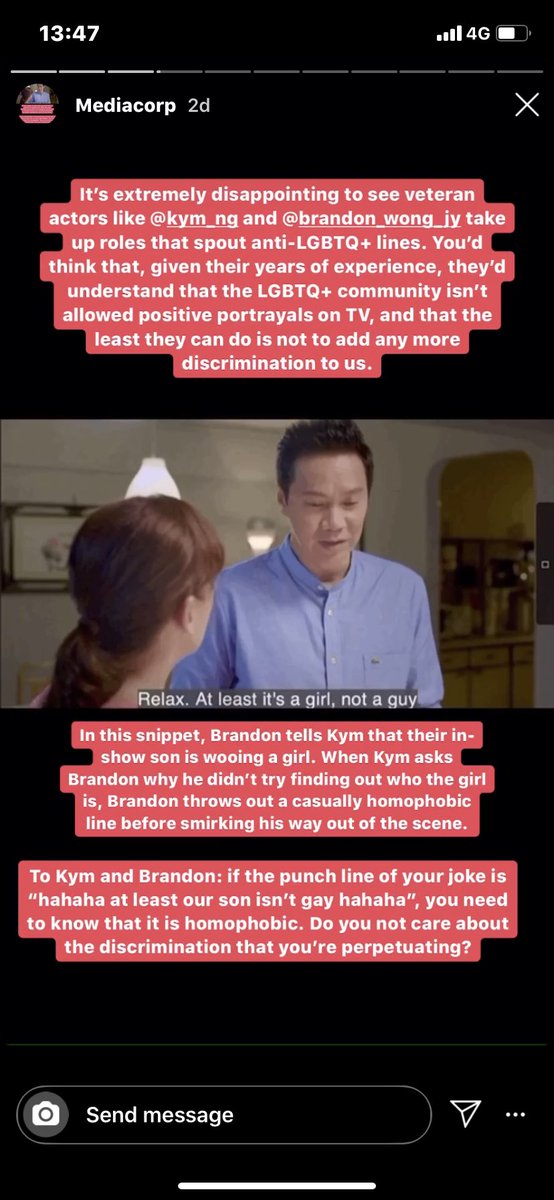 13:47
4G
Mediacorp 2d
It’s extremely disappointing to see veteran
actors like @kym_ng and @brandon_wong_jy take
up roles that spout anti-LGBTQ+ lines. You’d
think that, given their years of experience, they’d
understand that the LGBTQ+ community isn’t
allowed positive portrayals on TV, and that the
least they can do is not to add any more
discrimination to us.
Relax. At least it's a girl, not a guy
In this snippet, Brandon tells Kym that their in-
show son is wooing a girl. When Kym asks
Brandon why he didn’t try finding out who the girl
is, Brandon throws out a casually homophobic
line before smirking his way out of the scene.
To Kym and Brandon: if the punch line of your joke is
“hahaha at least our son isn’t gay hahaha”, you need
to know that it is homophobic. Do you not care about
the discrimination that you’re perpetuating?
Send message